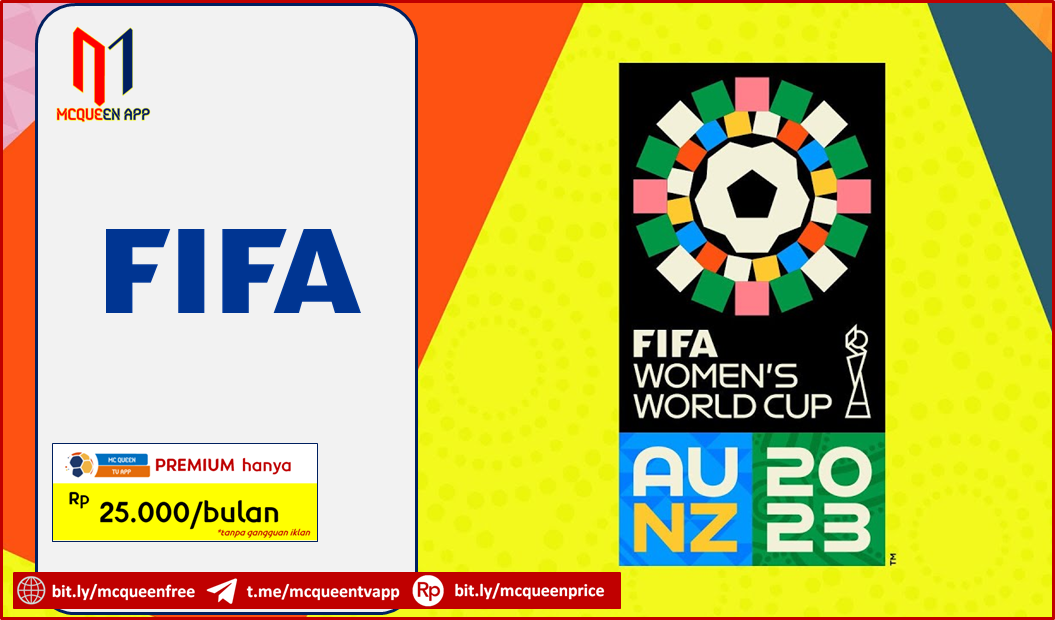 MCQUEEN APP
FIFA
MC QUEEN
TV APP
PREMIUM hanya
Rp 25.000/bulan
*tanpa gangguan iklan
bit.ly/mcqueenfree
t.me/mcqueentvapp
Rp
bit.ly/mcqueenprice
FIFA
WOMEN'S
WORLD CUP
AU
NZ
20
23
TM